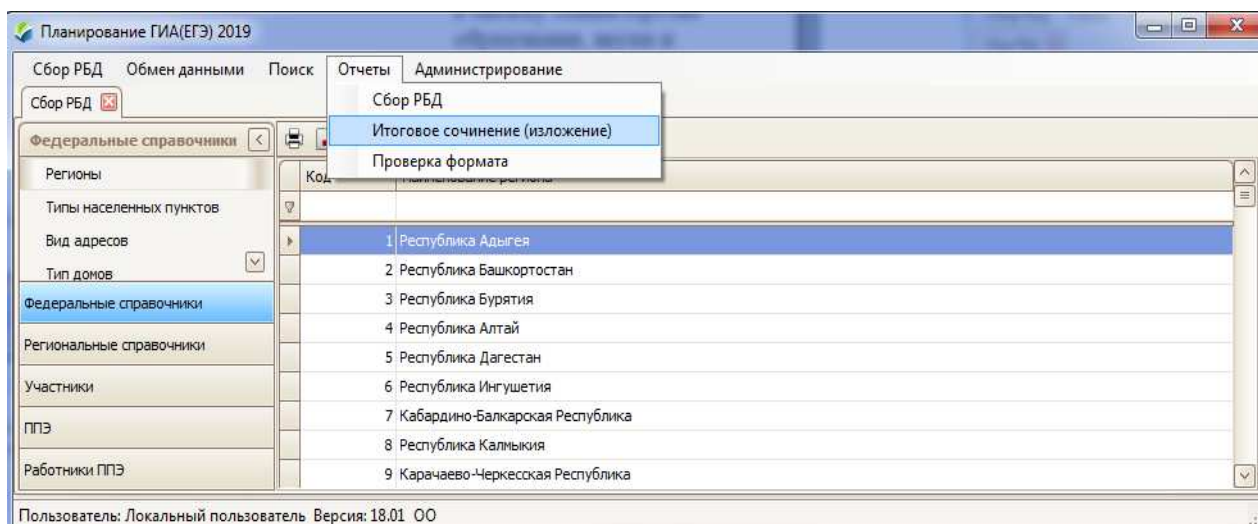 Планирование ГИА(ЕГЭ) 2019
Сбор РБД Обмен данными Поиск Отчеты Администрирование
Сбор РБД
Сбор РБД
Итоговое сочинение (изложение)
Проверка формата
Федеральные справочники
Регионы
Типы населенных пунктов
Вид адресов
Тип домов
Федеральные справочники
Региональные справочники
Участники
ППЭ
Работники ППЭ
Код
1 Республика Адыгея
2 Республика Башкортостан
3 Республика Бурятия
4 Республика Алтай
5 Республика Дагестан
6 Республика Ингушетия
7 Кабардино-Балкарская Республика
8 Республика Калмыкия
9 Карачаево-Черкесская Республика
Пользователь: Локальный пользователь Версия: 18.01 ОО